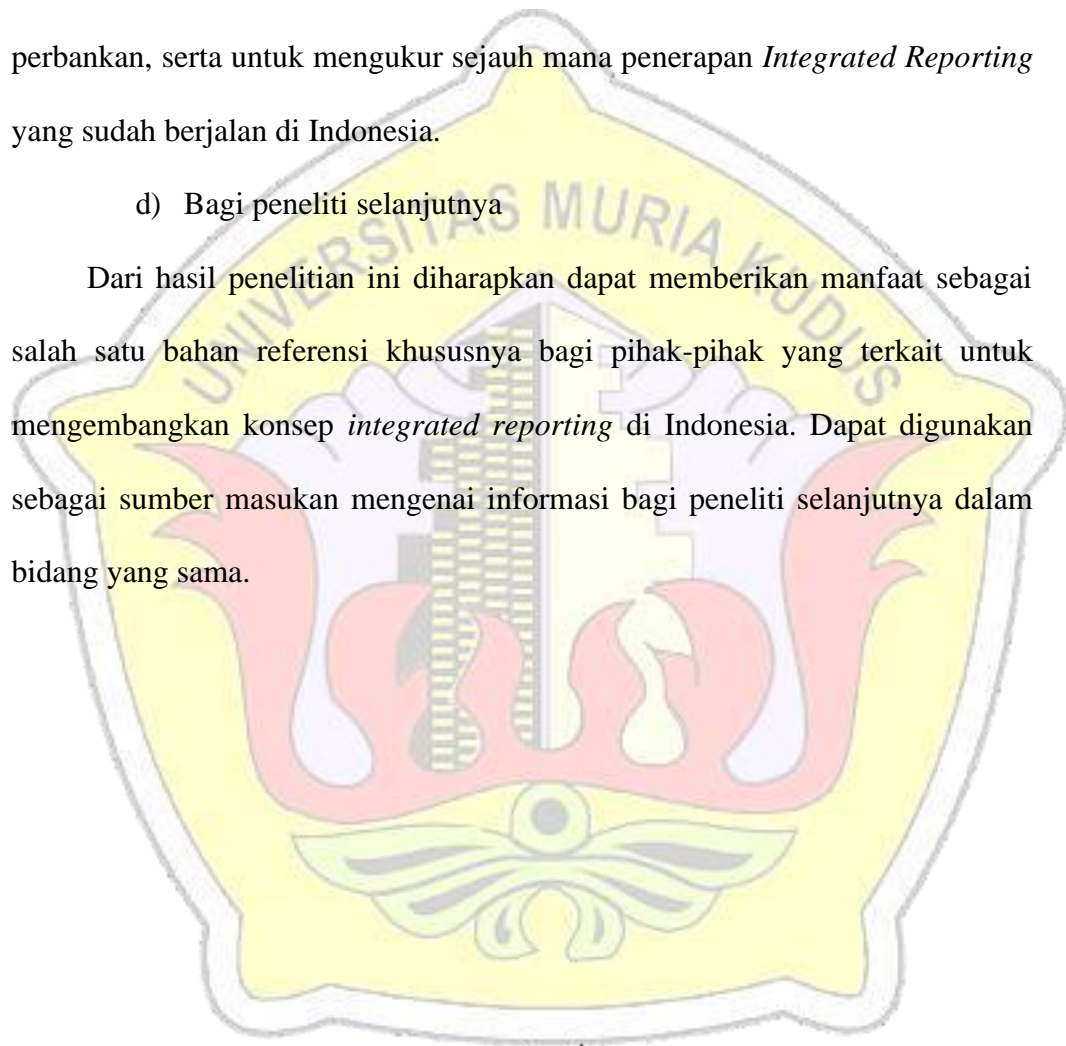 perbankan, serta untuk mengukur sejauh mana penerapan Integrated Reporting
yang sudah berjalan di Indonesia.
d) Bagi peneliti selanjutnya
UNIVERSITAS MURIA KUDUS
Dari hasil penelitian ini diharapkan dapat memberikan manfaat sebagai
salah satu bahan referensi khususnya bagi pihak-pihak yang terkait untuk
mengembangkan konsep integrated reporting di Indonesia. Dapat digunakan
sebagai sumber masukan mengenai informasi bagi peneliti selanjutnya dalam
bidang yang sama.